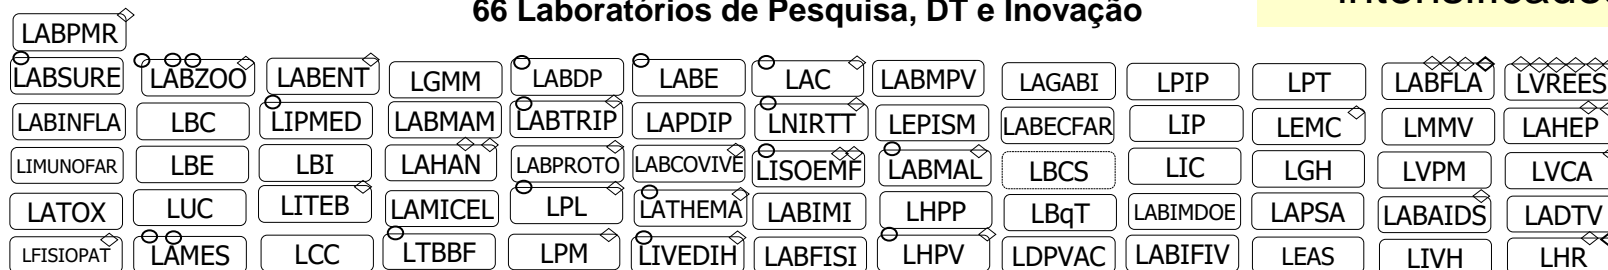 66 Laboratórios de Pesquisa, DT e Inovação
LABPMR
LABSURE LABZOO LABENT LGMM LABDP LABE LAC LABMPV LAGABI LPIP LPT LABFLA LVREES
LABINFLA LBC LIPMED LABMAM LABTRIP LAPDIP LNIRTT LEPISM LABECFAR LIP LEMC LMMV LAHEP
LIMUNOFAR LBE LBI LAHAN LABPROTO LABCOVIVE LISOEMF LABMAL LBCS LIC LGH LVPM LVCA
LATOX LUC LITEB LAMICEL LPL LATHEMA LABIMI LHPP LBqT LABIMDOE LAPSA LABAIDS LADTV
LFISIOPAT LAMES LCC LTBBF LPM LIVEDIH LABFISI LHPV LDPVAC LABIFIV LEAS LIVH LHR